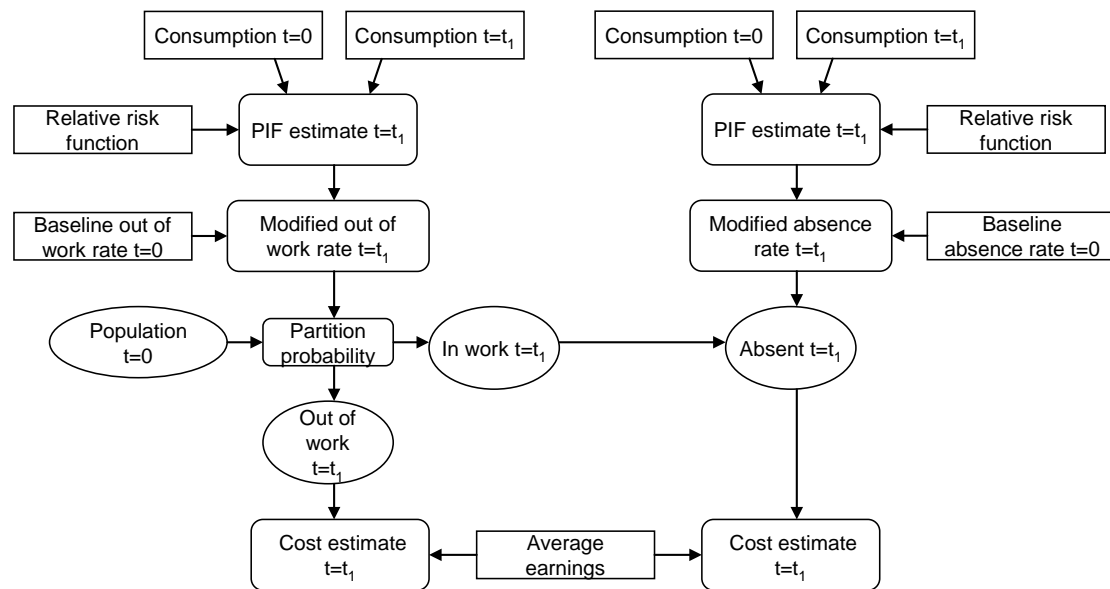 Consumption t=0
Consumption t=t₁
Consumption t=0
Consumption t=t₁
Relative risk
function
PIF estimate t=t₁
PIF estimate t=t₁
Relative risk
function
Baseline out of
work rate t=0
Modified out of
work rate t=t₁
Modified absence
rate t=t₁
Baseline
absence rate t=0
Population
t=0
Partition
probability
In work t=t₁
Absent t=t₁
Out of
work
t=t₁
Cost estimate
t=t₁
Average
earnings
Cost estimate
t=t₁